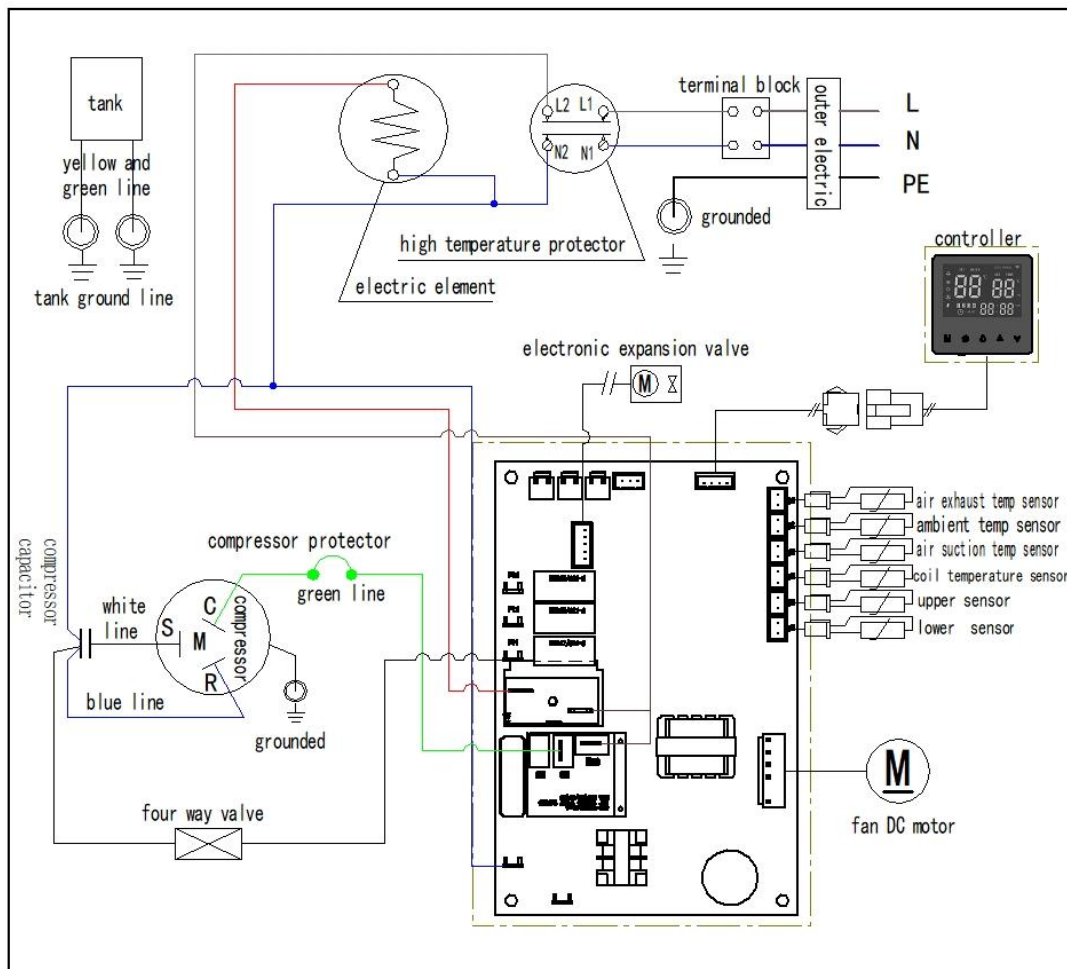 tank
yellow and
green line
tank ground line
L2
L1
N2
N1
terminal block
outer electric
L
N
PE
grounded
high temperature protector
electric element
controller
electronic expansion valve
M
air exhaust temp sensor
ambient temp sensor
air suction temp sensor
coil temperature sensor
upper sensor
lower sensor
compressor protector
green line
compressor
capacitor
white
line
C
S
M
R
compressor
blue line
grounded
four way valve
M
fan DC motor